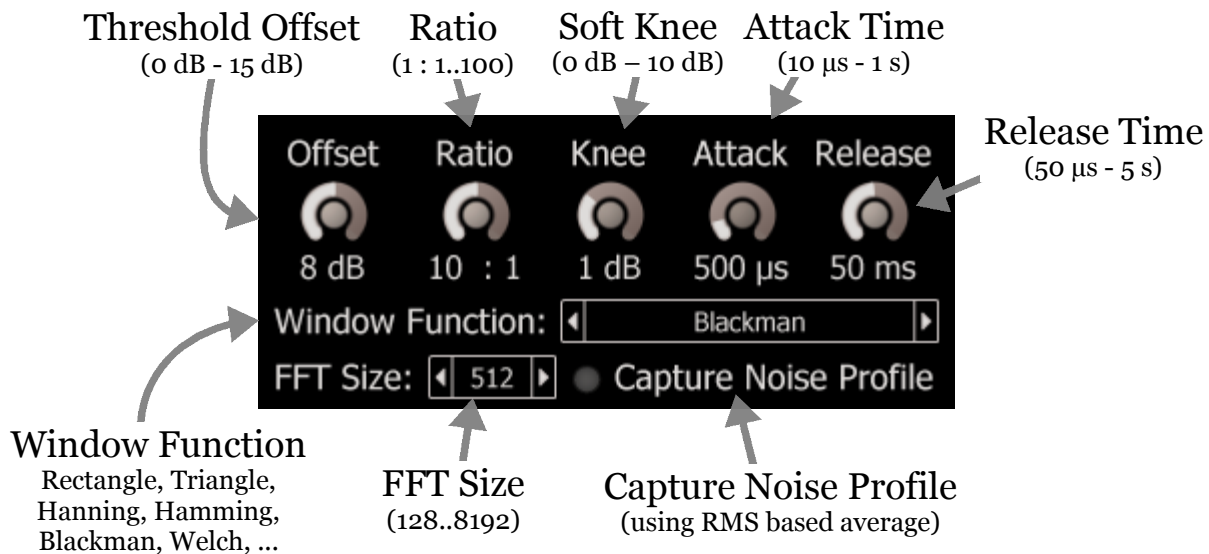 Threshold Offset
(0 dB - 15 dB)
Ratio
(1 : 1..100)
Soft Knee
(0 dB – 10 dB)
Attack Time
(10 µs - 1 s)
Release Time
(50 µs - 5 s)
Offset
Ratio
Knee
Attack
Release
8 dB
10 : 1
1 dB
500 µs
50 ms
Window Function: Blackman
FFT Size: 512 Capture Noise Profile
Window Function
Rectangle, Triangle,
Hanning, Hamming,
Blackman, Welch, ...
FFT Size
(128..8192)
Capture Noise Profile
(using RMS based average)